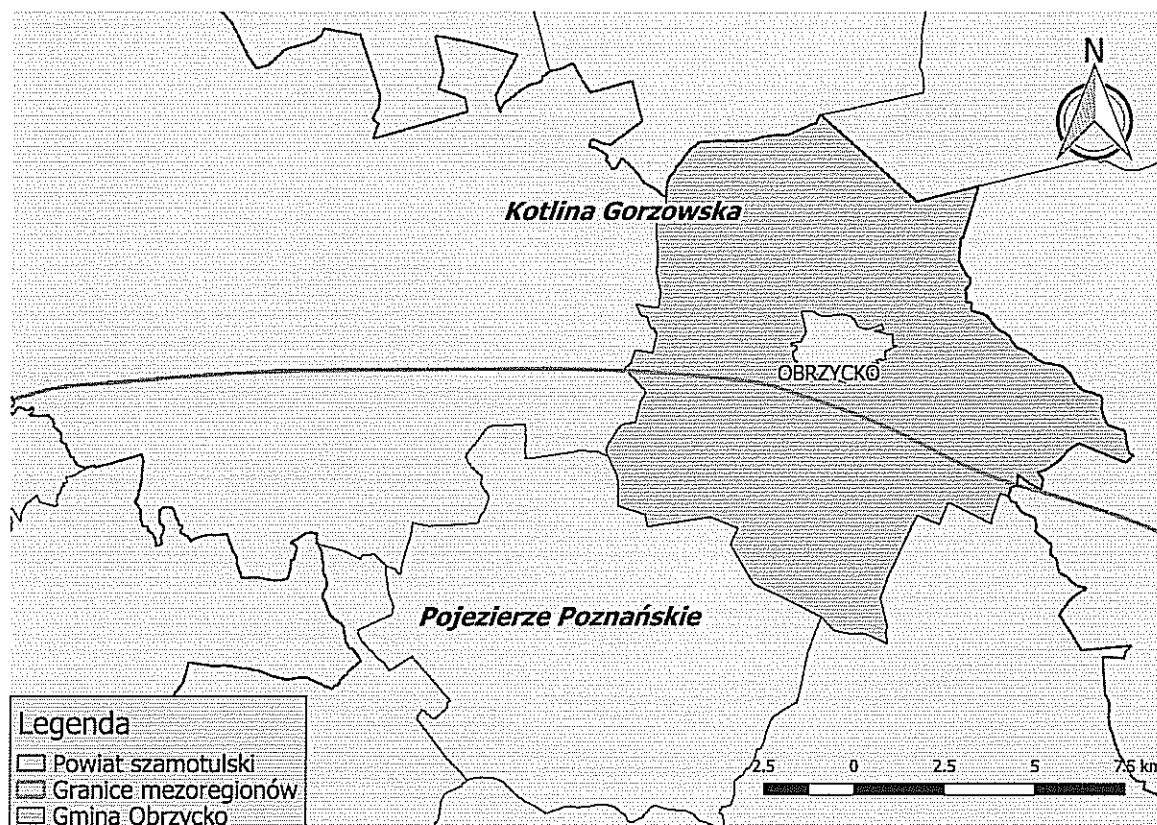 N
Kotlina Gorzowska
OBRZYCKO
Pojezierze Poznańskie
Legenda
Powiat szamotulski
Granice mezoregionów
Gmina Obrzycko
2.5 0 2.5 5 7.5 km